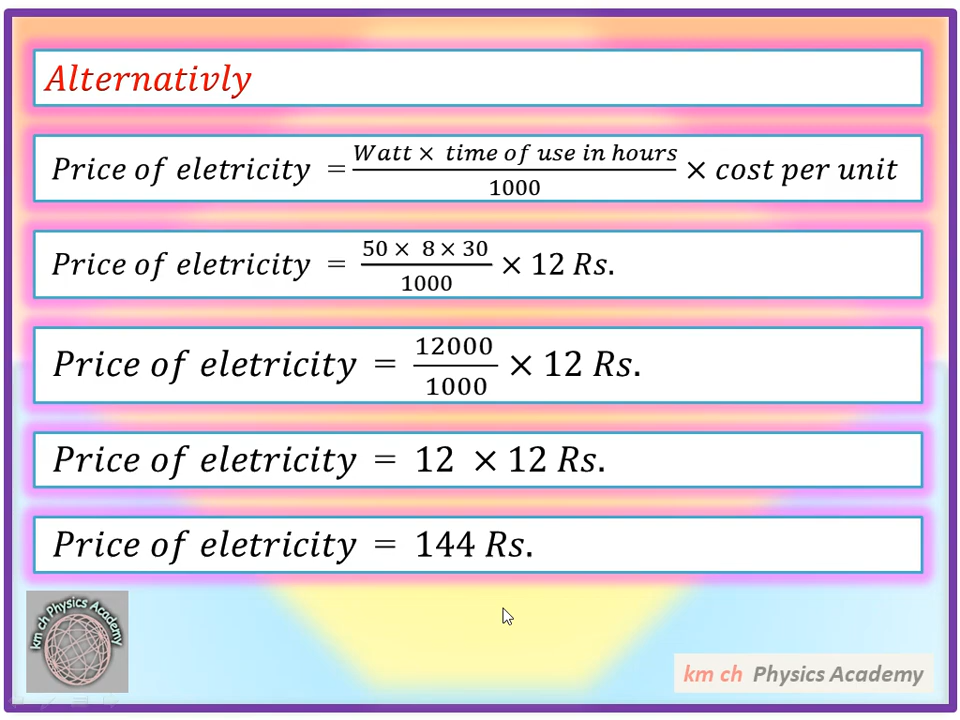 Alternativly
Price of eletricity = Watt × time of use in hours / 1000 × cost per unit
Price of eletricity = 50 × 8 × 30 / 1000 × 12 Rs.
Price of eletricity = 12000 / 1000 × 12 Rs.
Price of eletricity = 12 × 12 Rs.
Price of eletricity = 144 Rs.
km ch Physics Academy
km ch Physics Academy